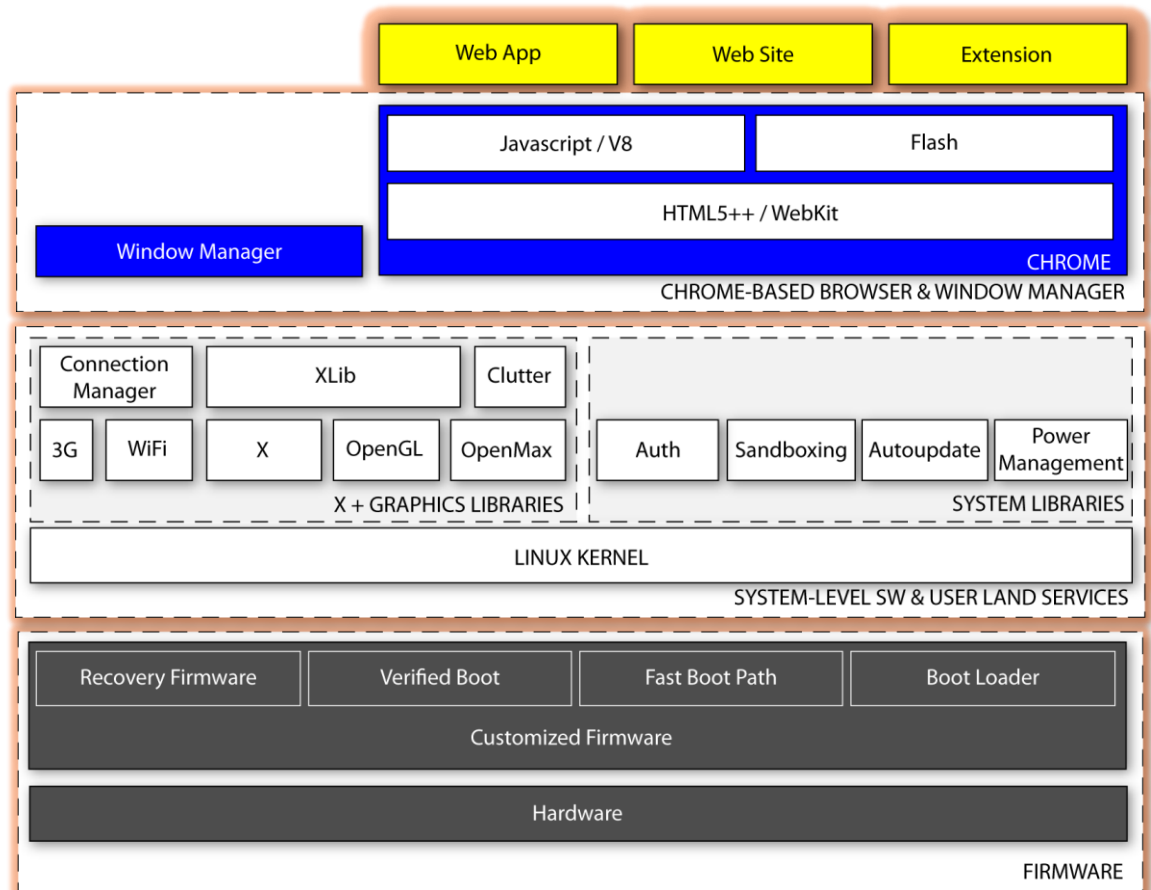 Web App
Web Site
Extension
Javascript / V8
Flash
HTML5++ / WebKit
Window Manager
CHROME
CHROME-BASED BROWSER & WINDOW MANAGER
Connection
Manager
XLib
Clutter
3G
WiFi
X
OpenGL
OpenMax
X + GRAPHICS LIBRARIES
Auth
Sandboxing
Autoupdate
Power
Management
SYSTEM LIBRARIES
LINUX KERNEL
SYSTEM-LEVEL SW & USER LAND SERVICES
Recovery Firmware
Verified Boot
Fast Boot Path
Boot Loader
Customized Firmware
Hardware
FIRMWARE